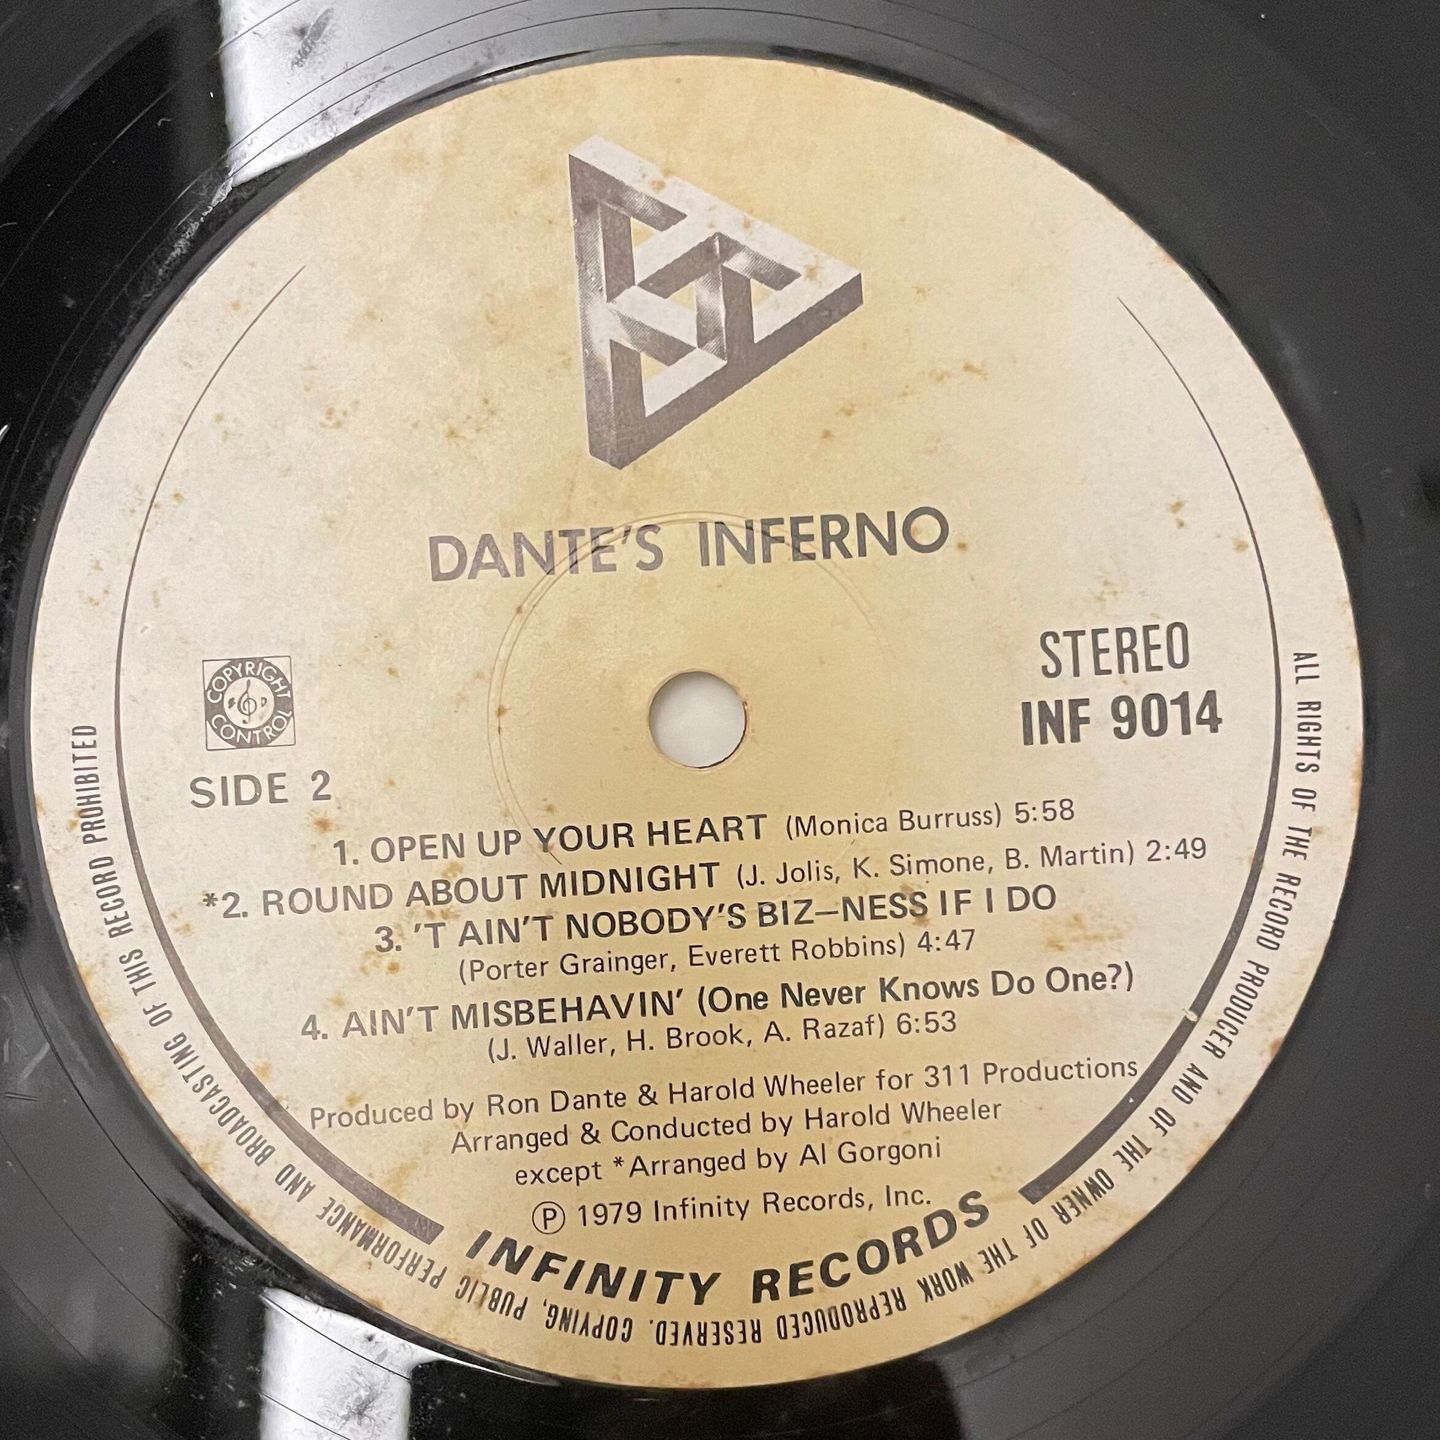 DANTE'S INFERNO
STEREO
INF 9014
COPYRIGHT CONTROL
SIDE 2
1. OPEN UP YOUR HEART (Monica Burruss) 5:58
*2. ROUND ABOUT MIDNIGHT (J. Jolis, K. Simone, B. Martin) 2:49
3. 'T AIN'T NOBODY'S BIZ–NESS IF I DO
(Porter Grainger, Everett Robbins) 4:47
4. AIN'T MISBEHAVIN' (One Never Knows Do One?)
(J. Waller, H. Brook, A. Razaf) 6:53
Produced by Ron Dante & Harold Wheeler for 311 Productions
Arranged & Conducted by Harold Wheeler
except *Arranged by Al Gorgoni
Ⓟ 1979 Infinity Records, Inc.
INFINITY RECORDS
ALL RIGHTS OF THE RECORD PRODUCER AND OF THE OWNER OF THE WORK REPRODUCED RESERVED. COPYING, PUBLIC PERFORMANCE AND BROADCASTING OF THIS RECORD PROHIBITED